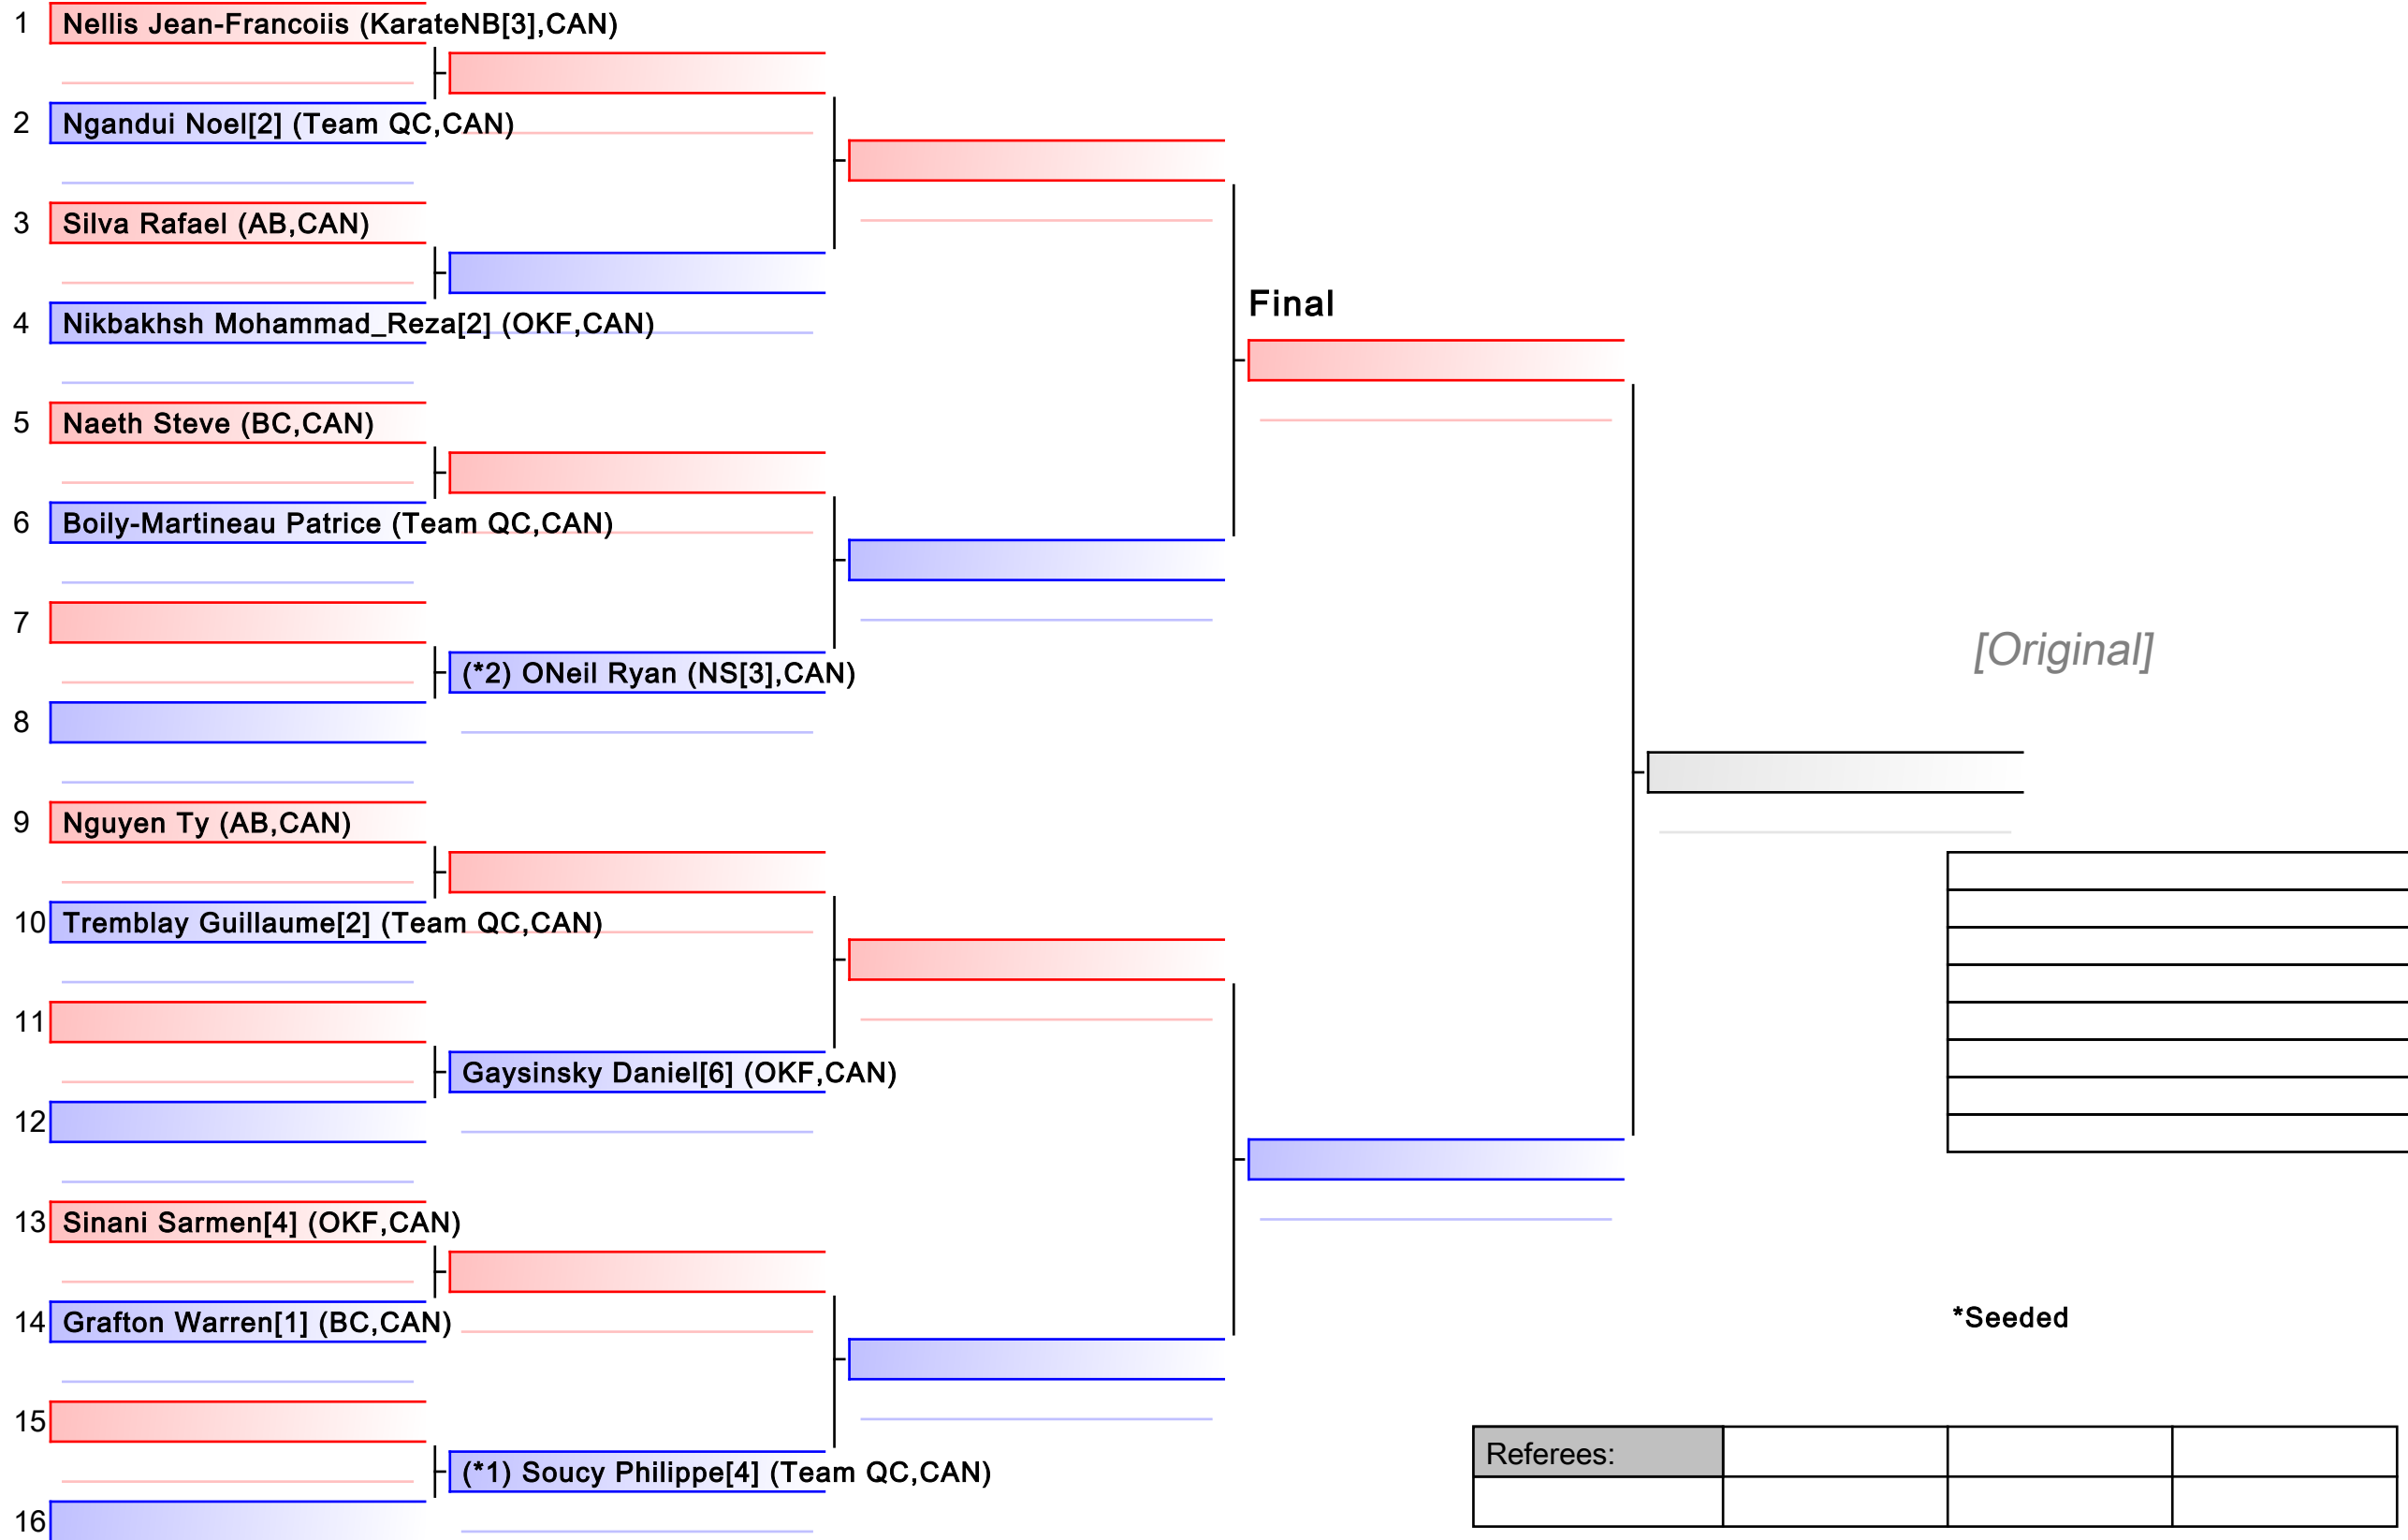 1 Nellis Jean-Francoiis (KarateNB[3],CAN)
2 Ngandui Noel[2] (Team QC,CAN)
3 Silva Rafael (AB,CAN)
Final
4 Nikbakhsh Mohammad_Reza[2] (OKF,CAN)
5 Naeth Steve (BC,CAN)
6 Boily-Martineau Patrice (Team QC,CAN)
7
[Original]
(*2) ONeil Ryan (NS[3],CAN)
8
9 Nguyen Ty (AB,CAN)
10 Tremblay Guillaume[2] (Team QC,CAN)
11
Gaysinsky Daniel[6] (OKF,CAN)
12
13 Sinani Sarmen[4] (OKF,CAN)
14 Grafton Warren[1] (BC,CAN)
*Seeded
15
Referees:
(*1) Soucy Philippe[4] (Team QC,CAN)
16